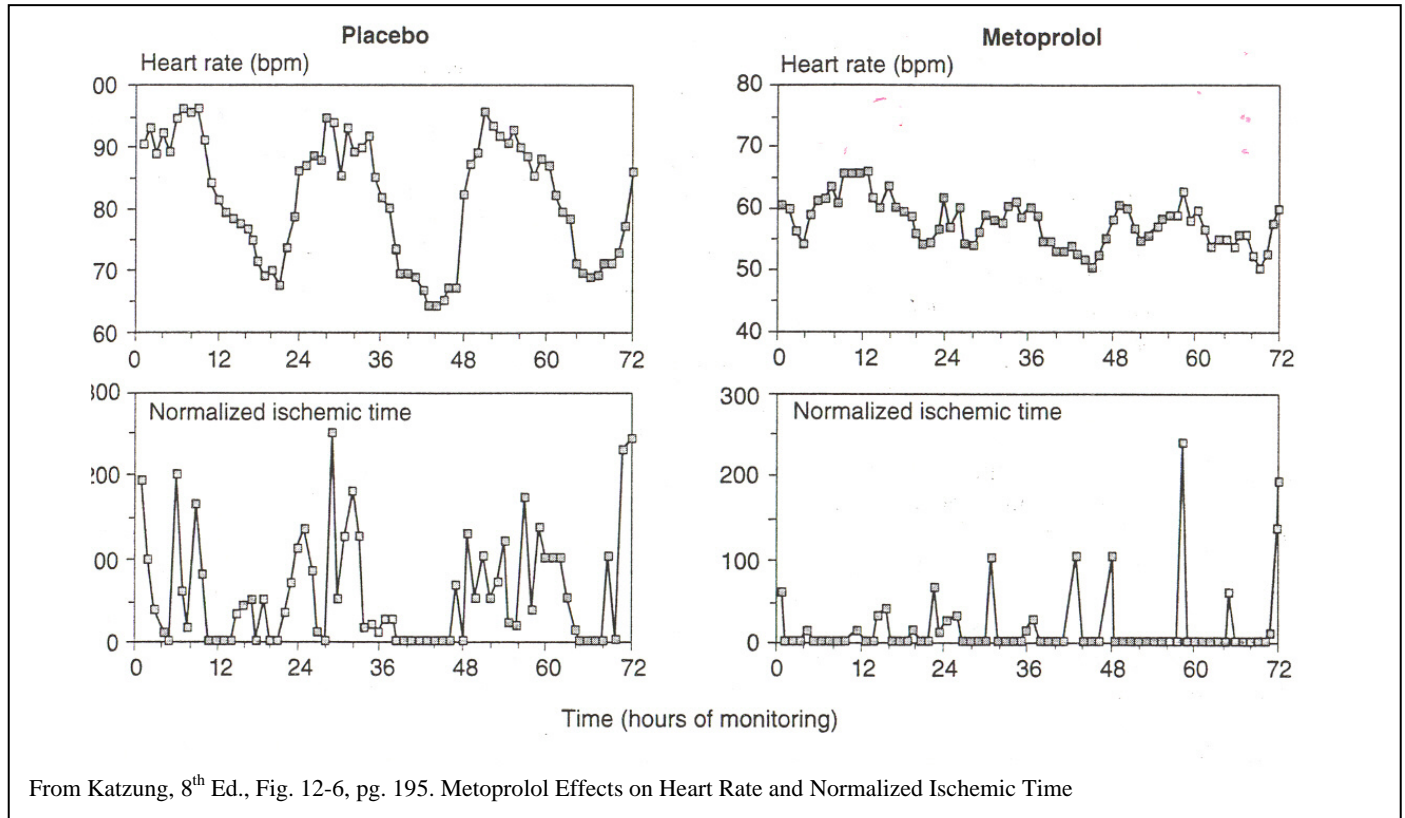 Placebo
Heart rate (bpm)
00
90
80
70
60
0 12 24 36 48 60 72
Metoprolol
Heart rate (bpm)
80
70
60
50
40
0 12 24 36 48 60 72
300
Normalized ischemic time
200
00
0
0 12 24 36 48 60 72
300
Normalized ischemic time
200
100
0
0 12 24 36 48 60 72
Time (hours of monitoring)
From Katzung, 8th Ed., Fig. 12-6, pg. 195. Metoprolol Effects on Heart Rate and Normalized Ischemic Time